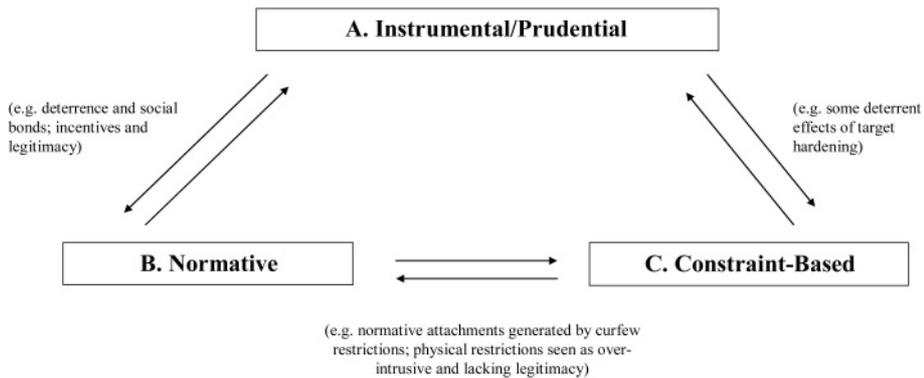 A. Instrumental/Prudential
(e.g. deterrence and social
bonds; incentives and
legitimacy)
(e.g. some deterrent
effects of target
hardening)
B. Normative
C. Constraint-Based
(e.g. normative attachments generated by curfew
restrictions; physical restrictions seen as over-
intrusive and lacking legitimacy)